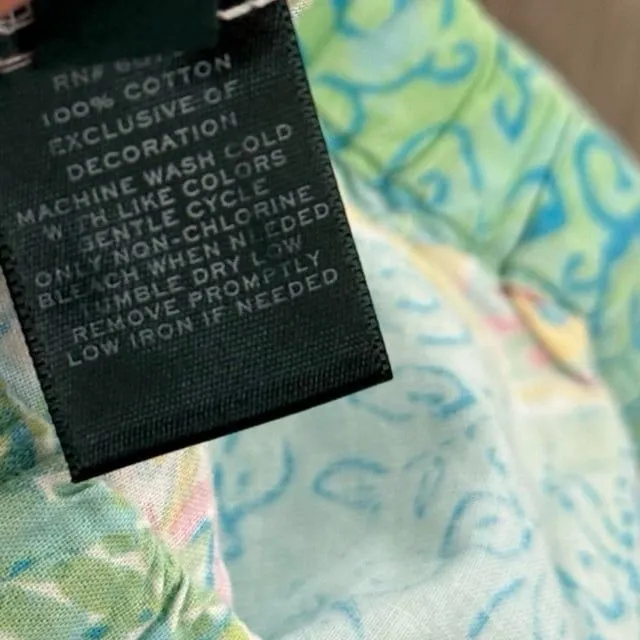 RN#
100% COTTON
EXCLUSIVE OF
DECORATION
MACHINE WASH COLD
WITH LIKE COLORS
GENTLE CYCLE
ONLY NON-CHLORINE
BLEACH WHEN NEEDED
TUMBLE DRY LOW
REMOVE PROMPTLY
LOW IRON IF NEEDED